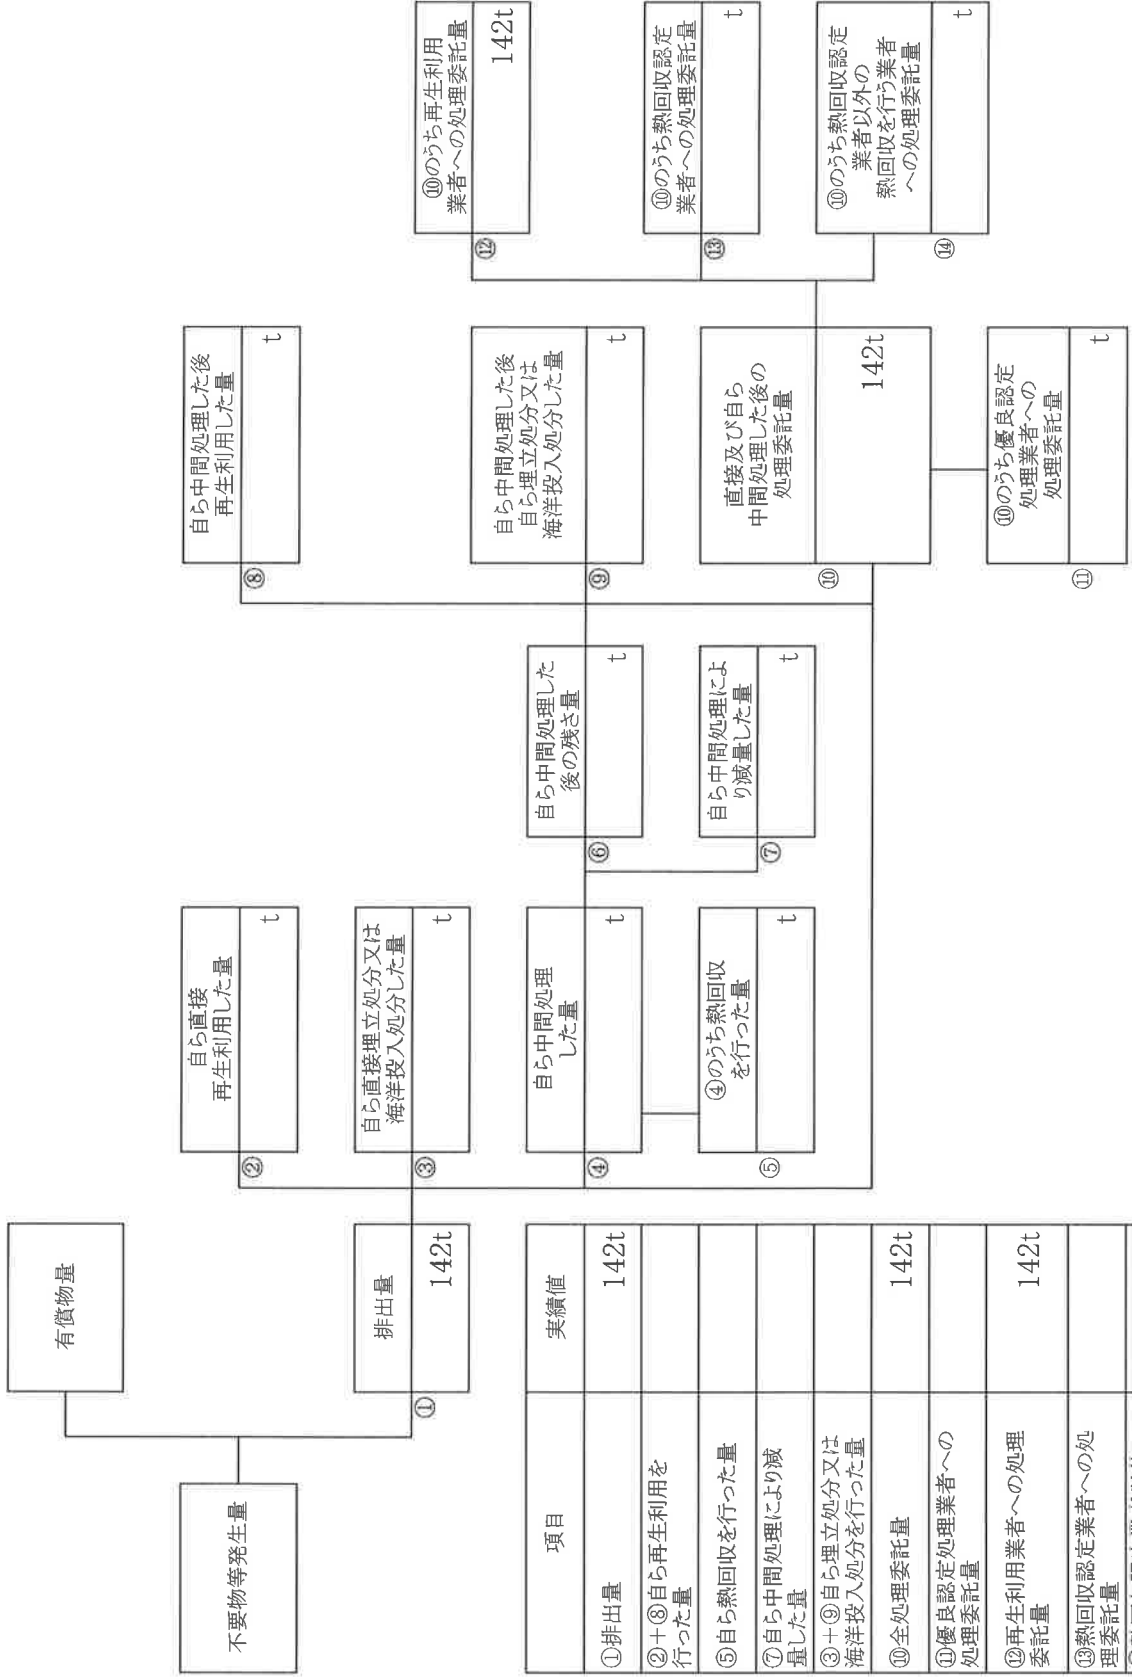 不要物等発生量
有償物量
①
排出量
142t
②
自ら直接
再生利用した量
t
③
自ら直接埋立処分又は
海洋投入処分した量
t
④
自ら中間処理
した量
t
⑤
④のうち熱回収
を行った量
t
⑥
自ら中間処理した
後の残さ量
t
⑦
自ら中間処理によ
り減量した量
t
⑧
自ら中間処理した後
再生利用した量
t
⑨
自ら中間処理した後
自ら埋立処分又は
海洋投入処分した量
t
⑩
直接及び自ら
中間処理した後の
処理委託量
142t
⑪
⑩のうち優良認定
処理業者への
処理委託量
t
⑫
⑩のうち再生利用
業者への処理委託量
142t
⑬
⑩のうち熱回収認定
業者への処理委託量
t
⑭
⑩のうち熱回収認定
業者以外の
熱回収を行う業者
への処理委託量
t
項目 実績値
①排出量 142t
②+⑧自ら再生利用を
行った量
⑤自ら熱回収を行った量
⑦自ら中間処理により減
量した量
③+⑨自ら埋立処分又は
海洋投入処分を行った量
⑩全処理委託量 142t
⑪優良認定処理業者への
処理委託量
⑫再生利用業者への処理
委託量 142t
⑬熱回収認定業者への処
理委託量